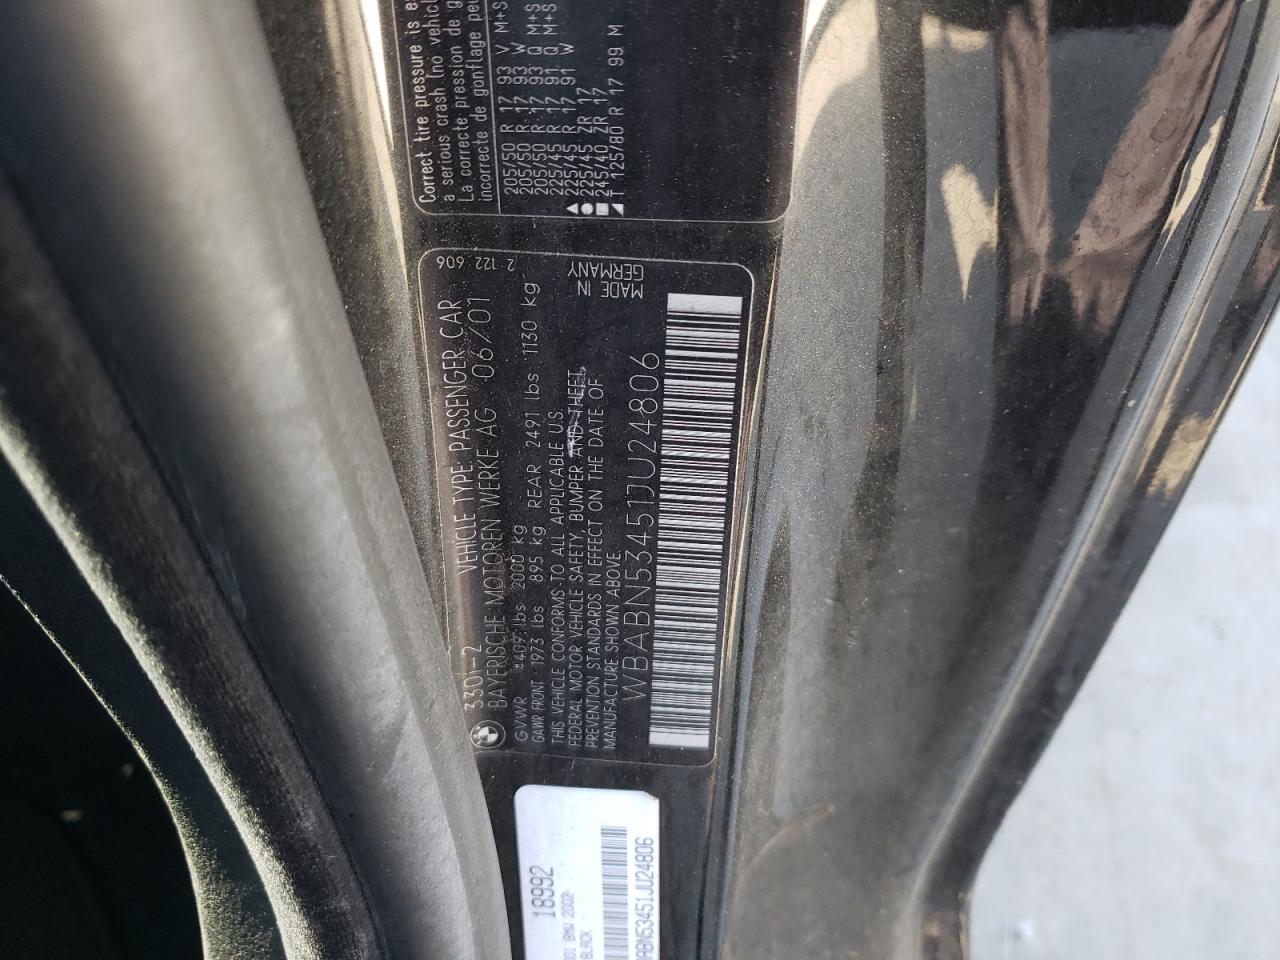 Correct tire pressure is
a serious crash (no
La correcte pression de
incorrecte de gonflage
205/50 R 17 93 V M+S
205/50 R 17 93 W
205/50 R 17 93 Q M+S
225/45 R 17 91 Q M+S
▲ 225/45 R 17 91 W
● 225/45 ZR 17
■ 245/40 ZR 17
◢ T 125/80 R 17 99 M
3301-2 VEHICLE TYPE: PASSENGER CAR 2 122 606
BAYERISCHE MOTOREN WERKE AG 06/01
GVWR 4409 lbs 2000 kg
GAWR FRONT 1973 lbs 895 kg REAR 2491 lbs 1130 kg
THIS VEHICLE CONFORMS TO ALL APPLICABLE U.S.
FEDERAL MOTOR VEHICLE SAFETY, BUMPER AND THEFT
PREVENTION STANDARDS IN EFFECT ON THE DATE OF
MANUFACTURE SHOWN ABOVE.
MADE IN
GERMANY
WBABN53451JU24806
18992
BMW 2002
BLACK
ABN53451JU24806